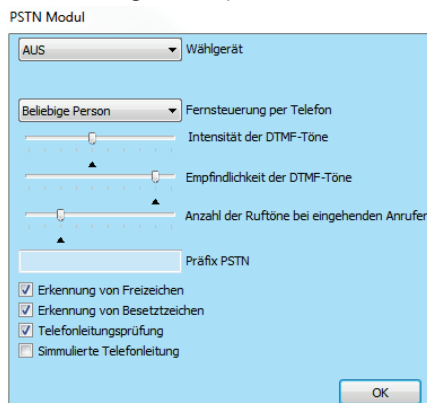 PSTN Modul
AUS Wählgerät
Beliebige Person Fernsteuerung per Telefon
Intensität der DTMF-Töne
Empfindlichkeit der DTMF-Töne
Anzahl der Ruftöne bei eingehenden Anrufer
Präfix PSTN
Erkennung von Freizeichen
Erkennung von Besetztzeichen
Telefonleitungsprüfung
Simmulierte Telefonleitung
OK